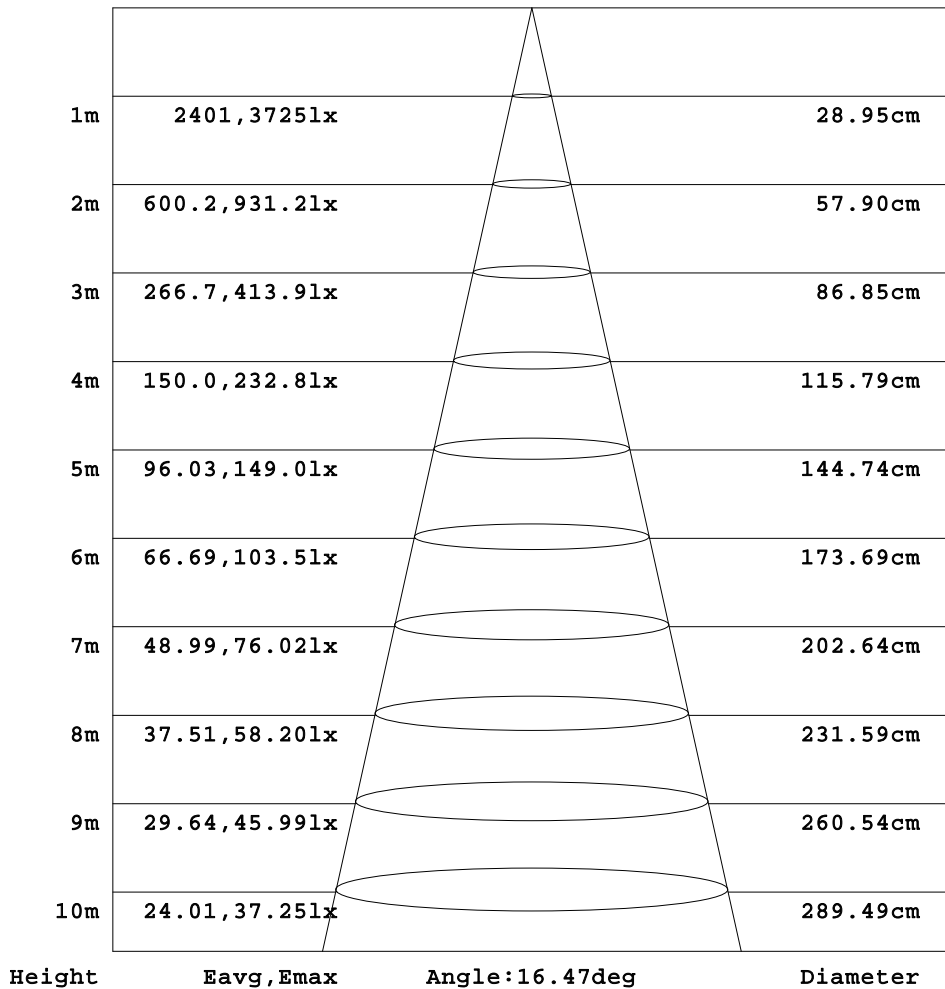 1m 2401,3725lx 28.95cm
2m 600.2,931.2lx 57.90cm
3m 266.7,413.9lx 86.85cm
4m 150.0,232.8lx 115.79cm
5m 96.03,149.0lx 144.74cm
6m 66.69,103.5lx 173.69cm
7m 48.99,76.02lx 202.64cm
8m 37.51,58.20lx 231.59cm
9m 29.64,45.99lx 260.54cm
10m 24.01,37.25lx 289.49cm
Height Eavg,Emax Angle:16.47deg Diameter